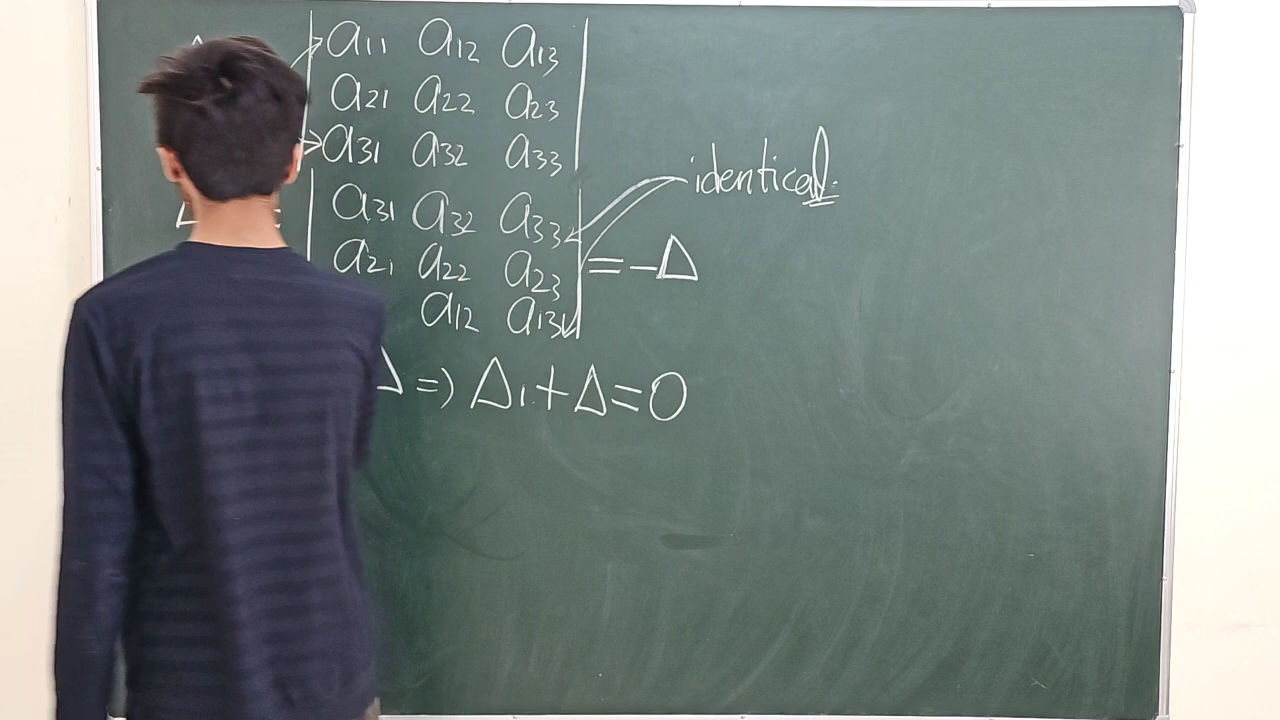 a11 a12 a13
a21 a22 a23
a31 a32 a33
identical
a31 a32 a33
a21 a22 a23 = -Δ
a12 a13
Δ => Δ1 + Δ = 0